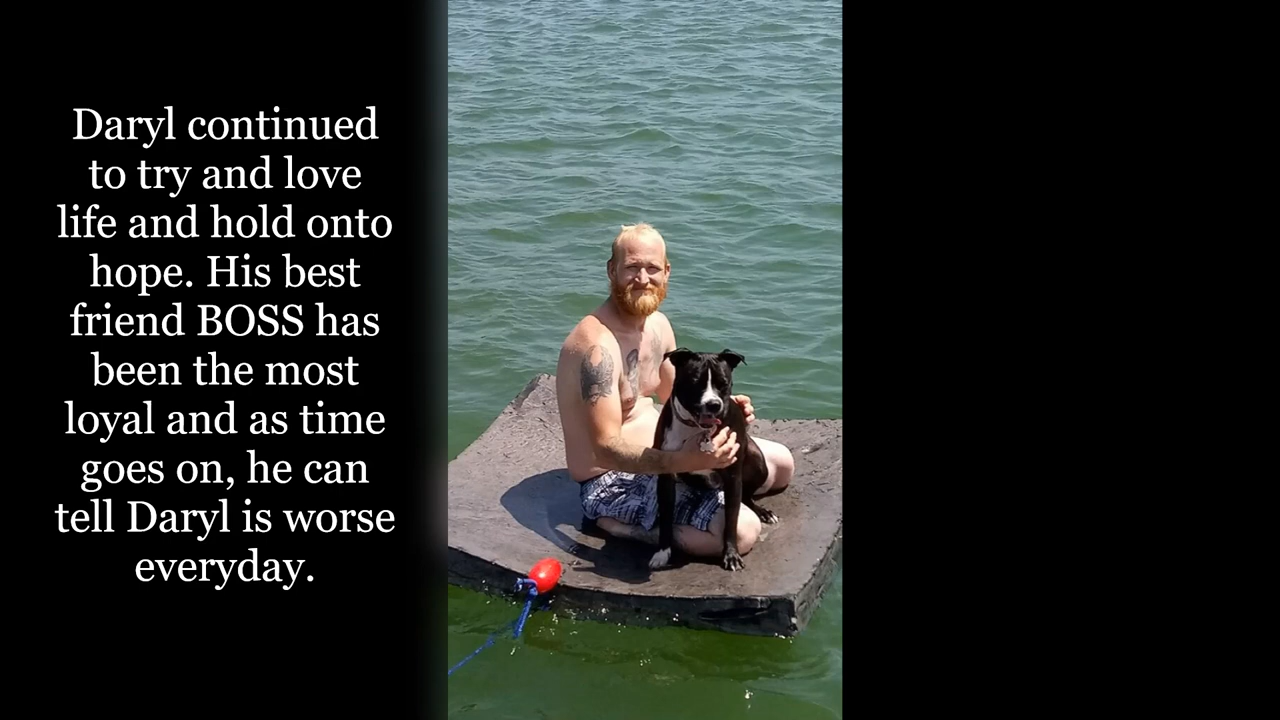 Daryl continued
to try and love
life and hold onto
hope. His best
friend BOSS has
been the most
loyal and as time
goes on, he can
tell Daryl is worse
everyday.